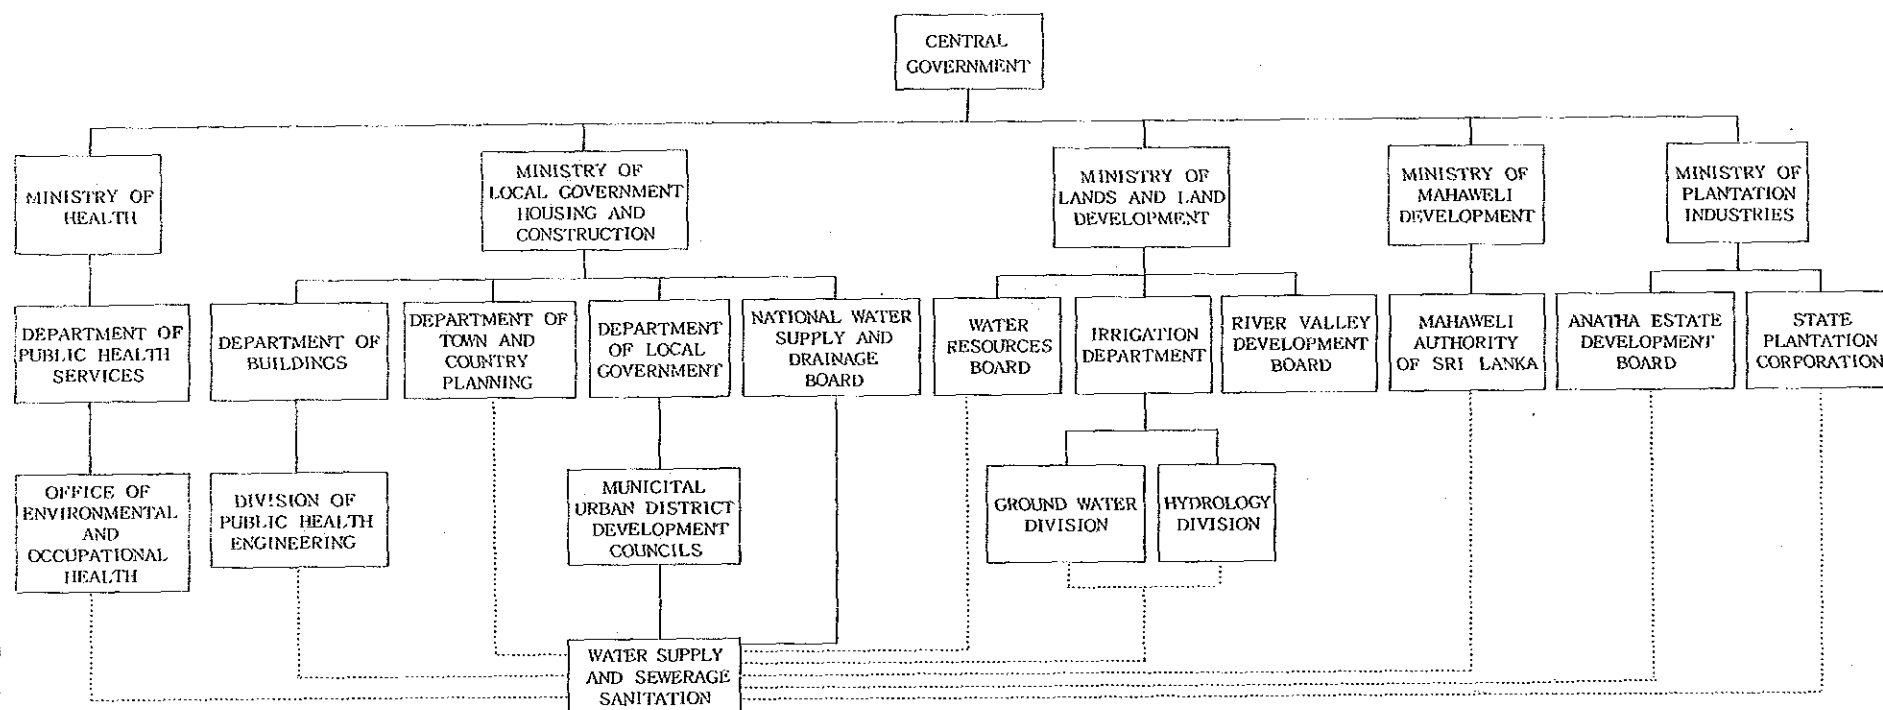 CENTRAL
GOVERNMENT
MINISTRY OF
HEALTH
MINISTRY OF
LOCAL GOVERNMENT
HOUSING AND
CONSTRUCTION
MINISTRY OF
LANDS AND LAND
DEVELOPMENT
MINISTRY OF
MAHAWELI
DEVELOPMENT
MINISTRY OF
PLANTATION
INDUSTRIES
DEPARTMENT OF
PUBLIC HEALTH
SERVICES
DEPARTMENT OF
BUILDINGS
DEPARTMENT OF
TOWN AND
COUNTRY
PLANNING
DEPARTMENT
OF LOCAL
GOVERNMENT
NATIONAL WATER
SUPPLY AND
DRAINAGE
BOARD
WATER
RESOURCES
BOARD
IRRIGATION
DEPARTMENT
RIVER VALLEY
DEVELOPMENT
BOARD
MAHAWELI
AUTHORITY
OF SRI LANKA
ANATHA ESTATE
DEVELOPMENT
BOARD
STATE
PLANTATION
CORPORATION
OFFICE OF
ENVIRONMENTAL
AND
OCCUPATIONAL
HEALTH
DIVISION OF
PUBLIC HEALTH
ENGINEERING
MUNICITAL
URBAN DISTRICT
DEVELOPMENT
COUNCILS
GROUND WATER
DIVISION
HYDROLOGY
DIVISION
WATER SUPPLY
AND SEWERAGE
SANITATION